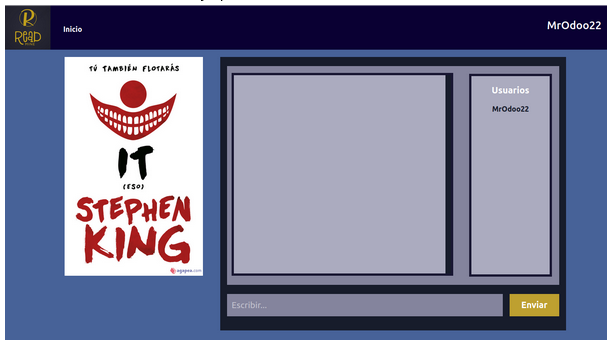 READ
Inicio
MrOdoo22
TÚ TAMBIÉN FLOTARÁS
IT
(ESO)
STEPHEN
KING
agapea.com
Usuarios
MrOdoo22
Escribir...
Enviar